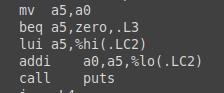 mv a5,a0
beq a5,zero,.L3
lui a5,%hi(.LC2)
addi a0,a5,%lo(.LC2)
call puts